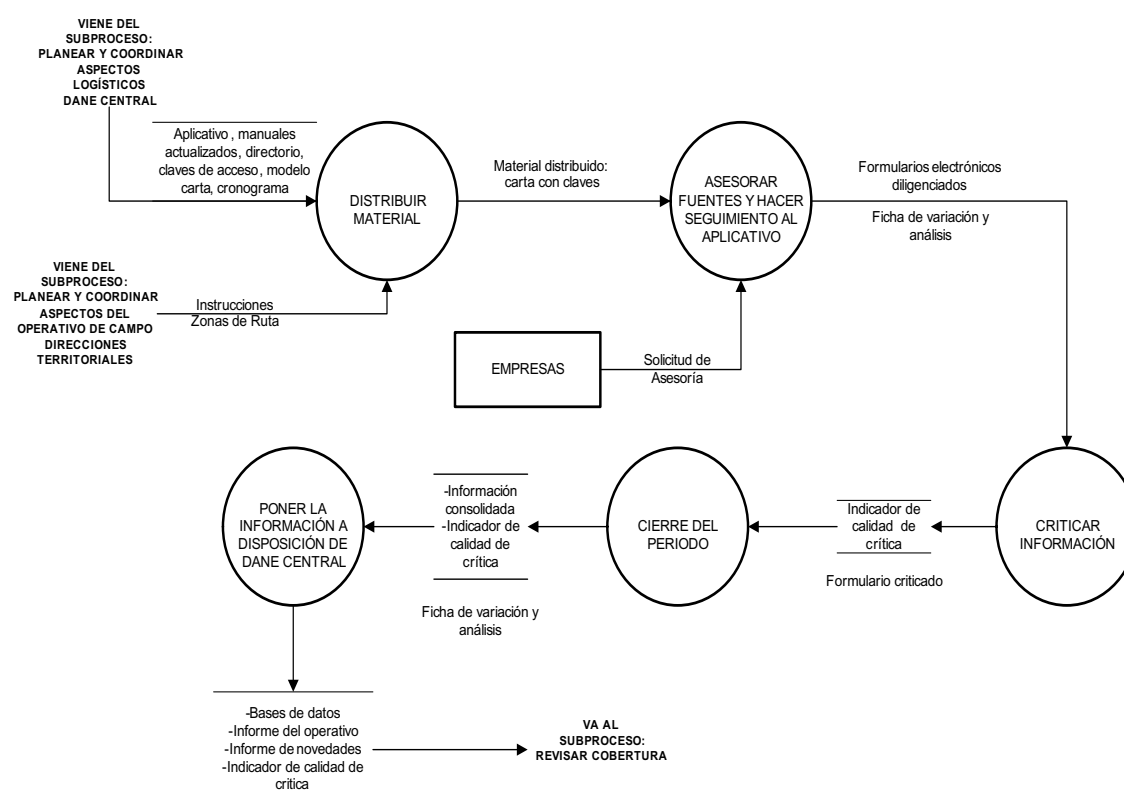 VIENE DEL
SUBPROCESO:
PLANEAR Y COORDINAR
ASPECTOS
LOGÍSTICOS
DANE CENTRAL
Aplicativo , manuales
actualizados, directorio,
claves de acceso, modelo
carta, cronograma
DISTRIBUIR
MATERIAL
Material distribuido:
carta con claves
ASESORAR
FUENTES Y HACER
SEGUIMIENTO AL
APLICATIVO
Formularios electrónicos
diligenciados
Ficha de variación y
análisis
VIENE DEL
SUBPROCESO:
PLANEAR Y COORDINAR
ASPECTOS DEL
OPERATIVO DE CAMPO
DIRECCIONES
TERRITORIALES
Instrucciones
Zonas de Ruta
EMPRESAS
Solicitud de
Asesoría
PONER LA
INFORMACIÓN A
DISPOSICIÓN DE
DANE CENTRAL
-Información
consolidada
-Indicador de
calidad de
crítica
Ficha de variación y
análisis
CIERRE DEL
PERIODO
Indicador de
calidad de
crítica
Formulario criticado
CRITICAR
INFORMACIÓN
-Bases de datos
-Informe del operativo
-Informe de novedades
-Indicador de calidad de
critica
VA AL
SUBPROCESO:
REVISAR COBERTURA